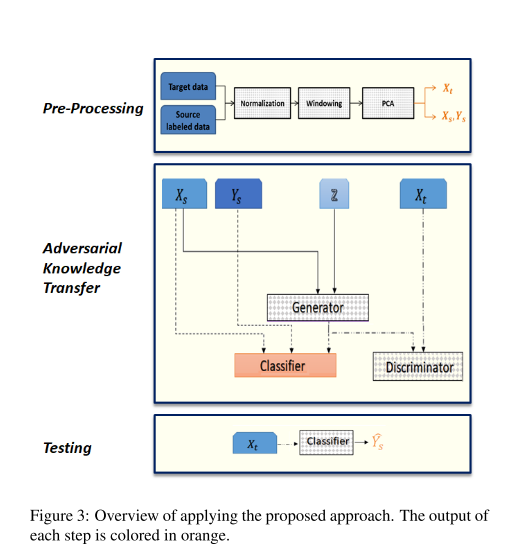 Pre-Processing
Target data
Source
labeled data
Normalization
Windowing
PCA
X_t
X_s, Y_s
Adversarial
Knowledge
Transfer
X_s
Y_s
ℤ
X_t
Generator
Classifier
Discriminator
Testing
X_t
Classifier
Ŷ_s
Figure 3: Overview of applying the proposed approach. The output of
each step is colored in orange.